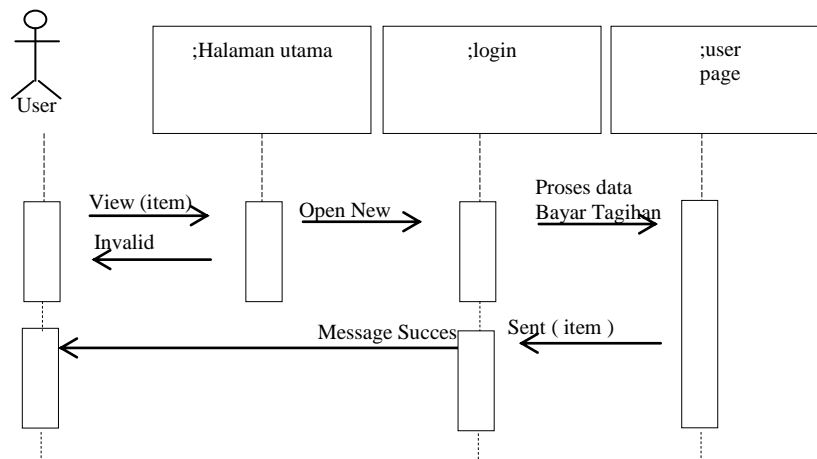 ;Halaman utama
;login
;user
page
User
View (item)
Open New
Proses data
Bayar Tagihan
Invalid
Message Succes
Sent ( item )